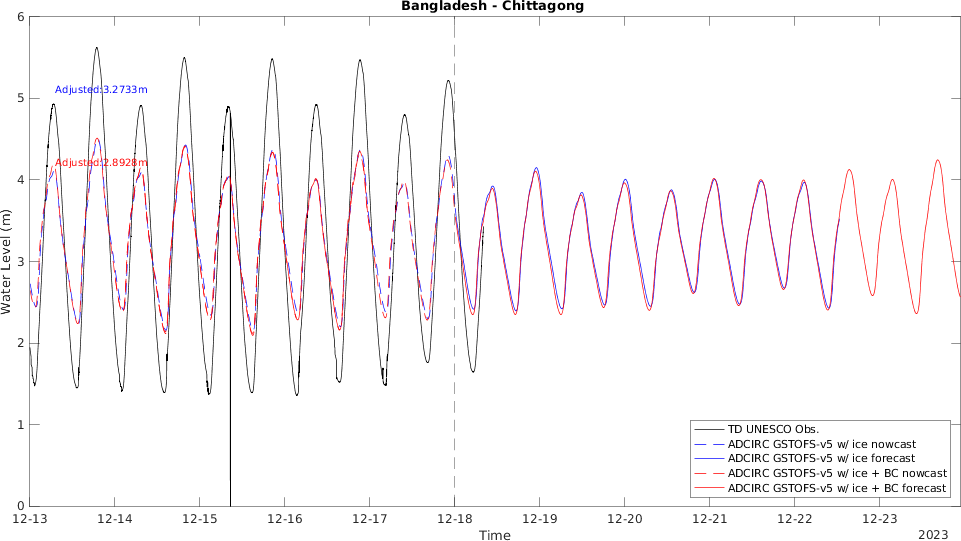 Bangladesh - Chittagong
6
5
4
3
2
1
0
Water Level (m)
Adjusted:3.2733m
Adjusted:2.8928m
TD UNESCO Obs.
ADCIRC GSTOFS-v5 w/ ice nowcast
ADCIRC GSTOFS-v5 w/ ice forecast
ADCIRC GSTOFS-v5 w/ ice + BC nowcast
ADCIRC GSTOFS-v5 w/ ice + BC forecast
12-13 12-14 12-15 12-16 12-17 12-18 12-19 12-20 12-21 12-22 12-23
Time
2023